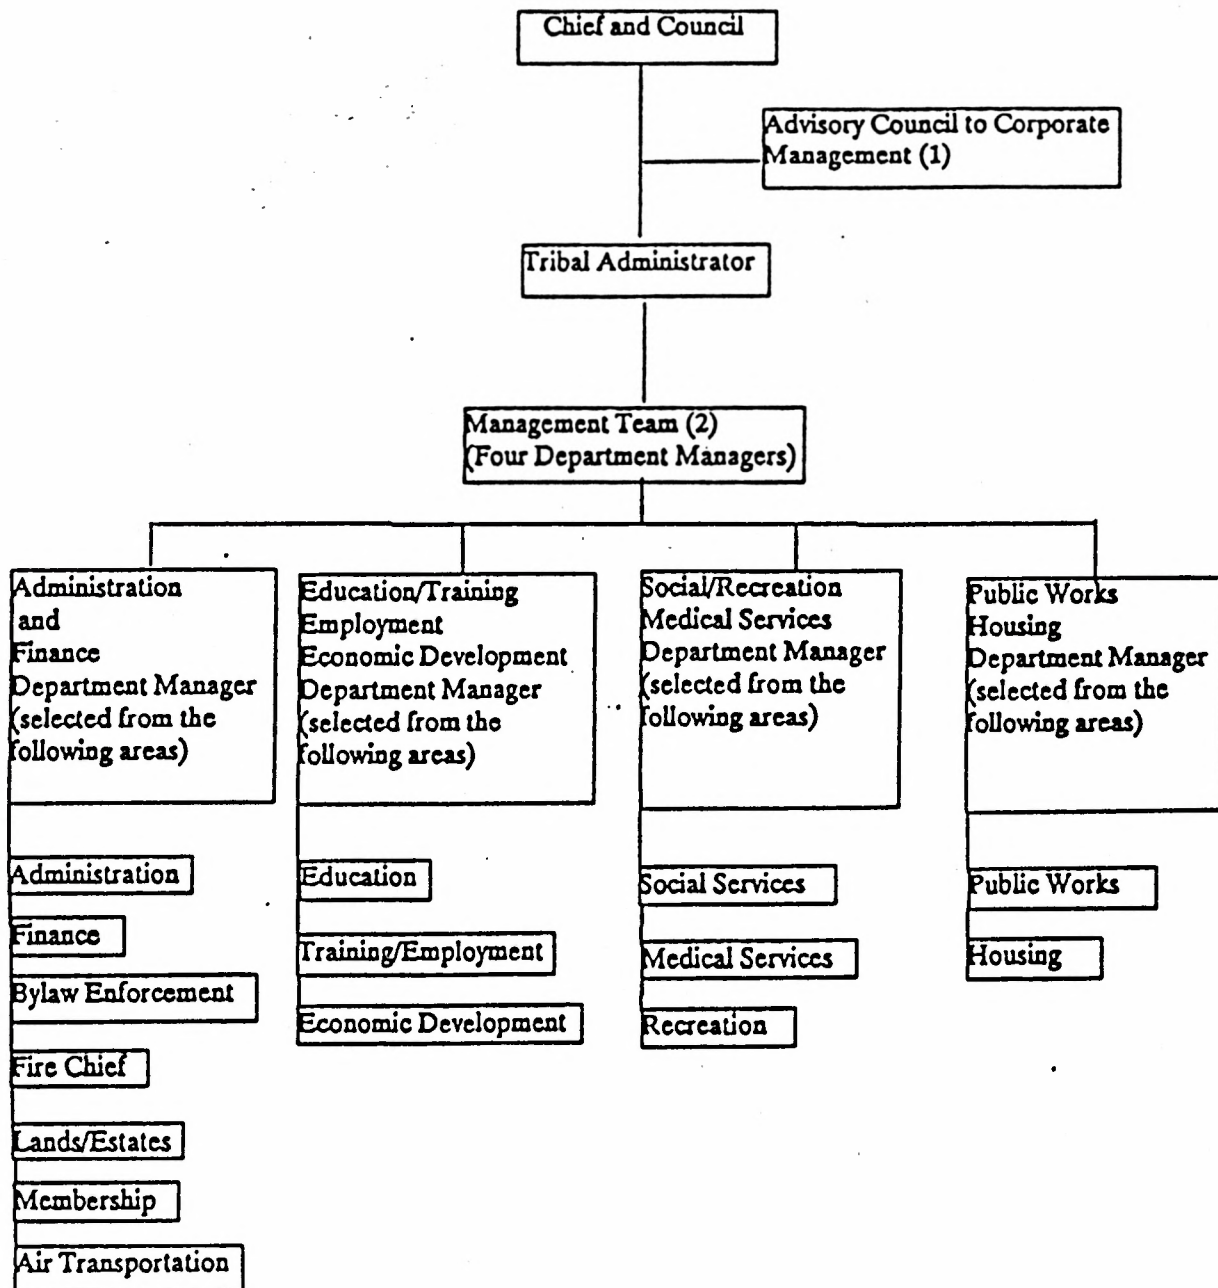 Chief and Council
Advisory Council to Corporate
Management (1)
Tribal Administrator
Management Team (2)
(Four Department Managers)
Administration
and
Finance
Department Manager
(selected from the
following areas)
Administration
Finance
Bylaw Enforcement
Fire Chief
Lands/Estates
Membership
Air Transportation
Education/Training
Employment
Economic Development
Department Manager
(selected from the
following areas)
Education
Training/Employment
Economic Development
Social/Recreation
Medical Services
Department Manager
(selected from the
following areas)
Social Services
Medical Services
Recreation
Public Works
Housing
Department Manager
(selected from the
following areas)
Public Works
Housing